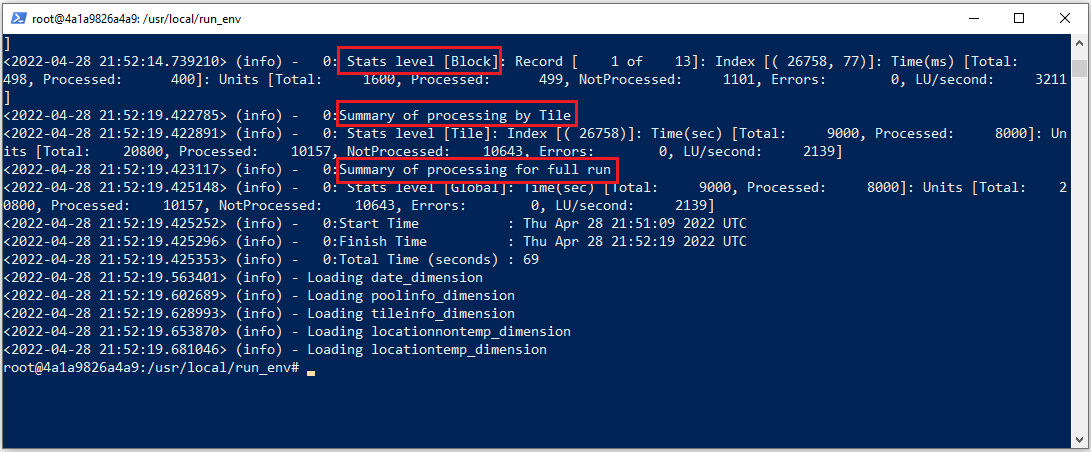 root@4a1a9826a4a9: /usr/local/run_env
]
<2022-04-28 21:52:14.739210> (info) -   0: Stats level [Block]: Record [    1 of    13]: Index [( 26758, 77)]: Time(ms) [Total:
498, Processed:      400]: Units [Total:     1600, Processed:      499, NotProcessed:     1101, Errors:        0, LU/second:     3211
]
<2022-04-28 21:52:19.422785> (info) -   0:Summary of processing by Tile
<2022-04-28 21:52:19.422891> (info) -   0: Stats level [Tile]: Index [( 26758)]: Time(sec) [Total:     9000, Processed:     8000]: Un
its [Total:    20800, Processed:    10157, NotProcessed:    10643, Errors:        0, LU/second:     2139]
<2022-04-28 21:52:19.423117> (info) -   0:Summary of processing for full run
<2022-04-28 21:52:19.425148> (info) -   0: Stats level [Global]: Time(sec) [Total:     9000, Processed:     8000]: Units [Total:    2
0800, Processed:    10157, NotProcessed:    10643, Errors:        0, LU/second:     2139]
<2022-04-28 21:52:19.425252> (info) -   0:Start Time           : Thu Apr 28 21:51:09 2022 UTC
<2022-04-28 21:52:19.425296> (info) -   0:Finish Time          : Thu Apr 28 21:52:19 2022 UTC
<2022-04-28 21:52:19.425353> (info) -   0:Total Time (seconds) : 69
<2022-04-28 21:52:19.563401> (info) - Loading date_dimension
<2022-04-28 21:52:19.602689> (info) - Loading poolinfo_dimension
<2022-04-28 21:52:19.628993> (info) - Loading tileinfo_dimension
<2022-04-28 21:52:19.653870> (info) - Loading locationnontemp_dimension
<2022-04-28 21:52:19.681046> (info) - Loading locationtemp_dimension
root@4a1a9826a4a9:/usr/local/run_env#